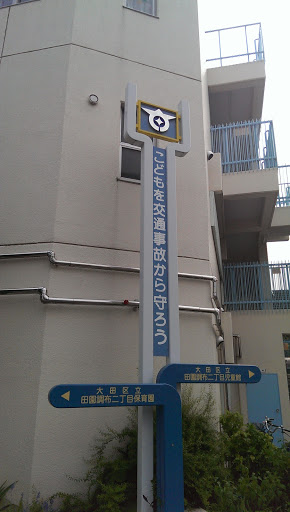 こどもを交通事故から守ろう
大田区立
田園調布二丁目保育園
大田区立
田園調布二丁目児童館